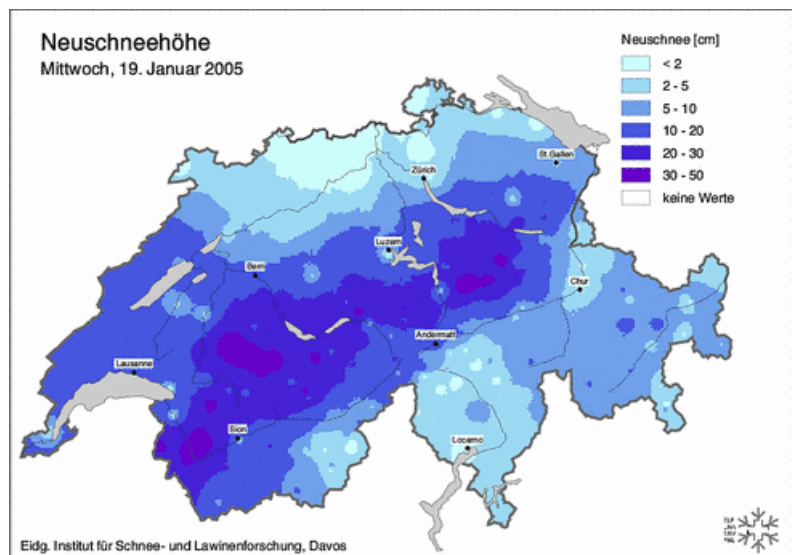 Neuschneehöhe
Mittwoch, 19. Januar 2005
Neuschnee [cm]
< 2
2 - 5
5 - 10
10 - 20
20 - 30
30 - 50
keine Werte
St.Gallen
Zürich
Luzern
Bern
Chur
Andermatt
Lausanne
Sion
Locarno
Eidg. Institut für Schnee- und Lawinenforschung, Davos